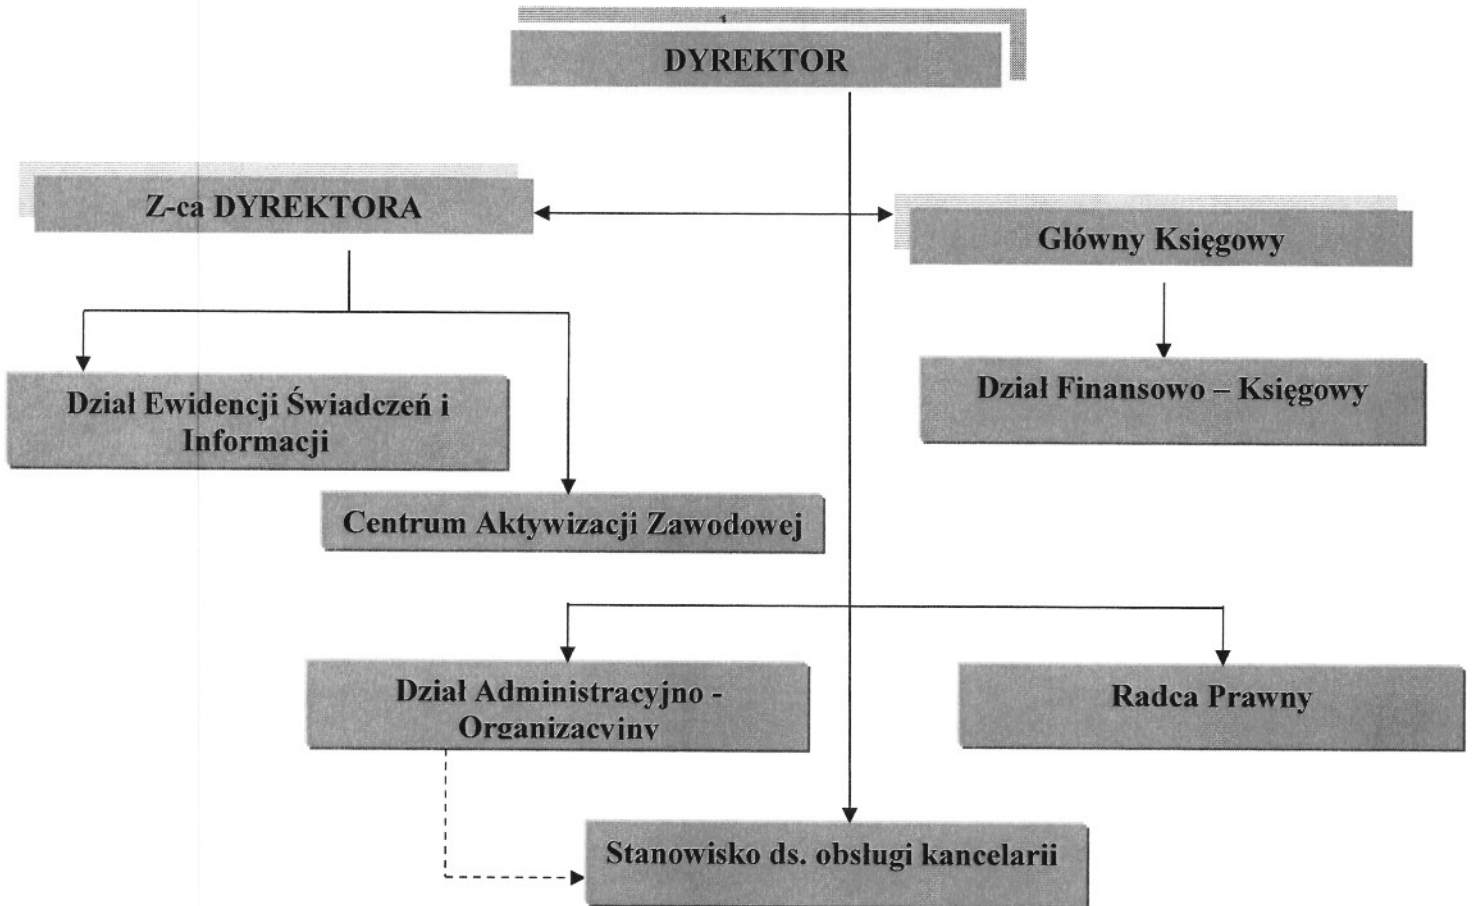 DYREKTOR
Z-ca DYREKTORA
Główny Księgowy
Dział Ewidencji Świadczeń i
Informacji
Dział Finansowo – Księgowy
Centrum Aktywizacji Zawodowej
Dział Administracyjno -
Organizacyjny
Radca Prawny
Stanowisko ds. obsługi kancelarii